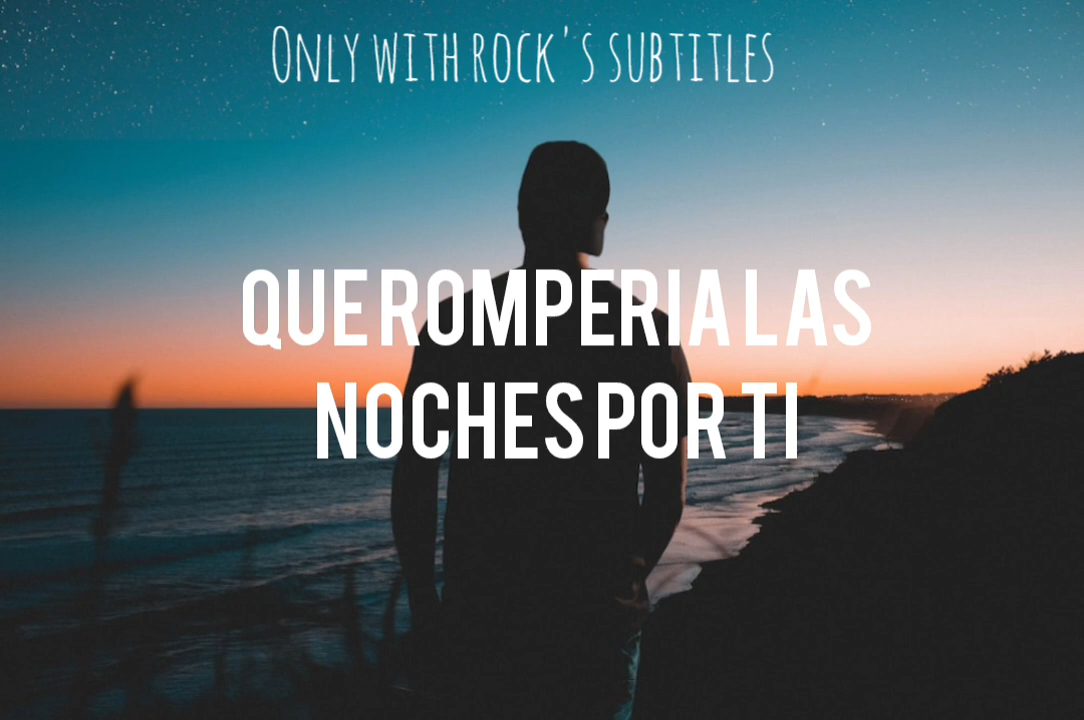 Only with rock's subtitles
QUE ROMPERIA LAS
NOCHES POR TI